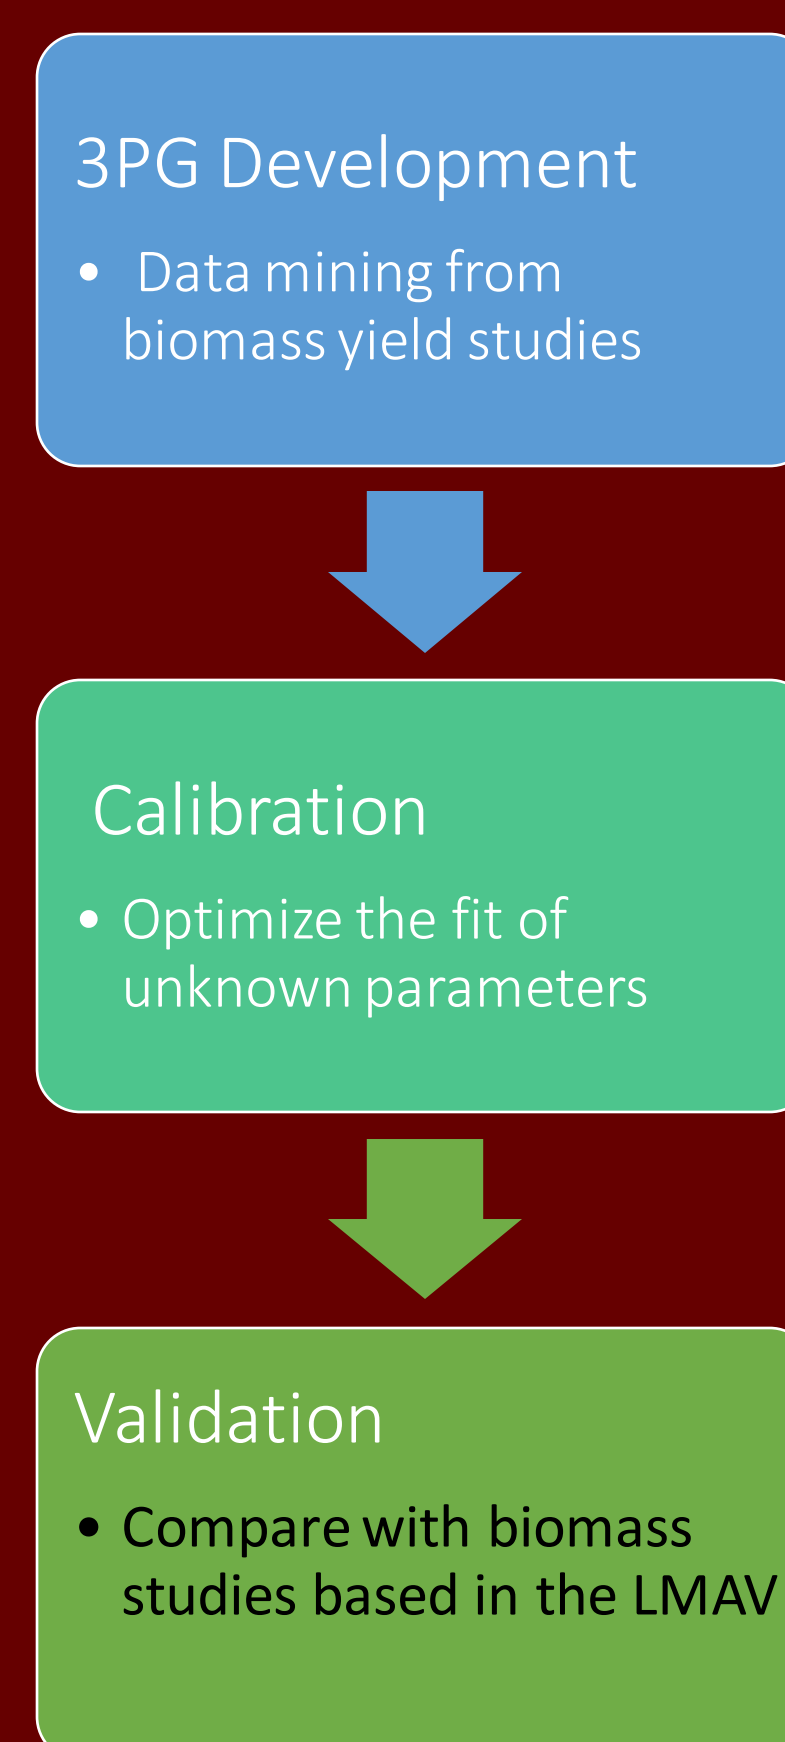 3PG Development
• Data mining from
biomass yield studies
Calibration
• Optimize the fit of
unknown parameters
Validation
• Compare with biomass
studies based in the LMAV